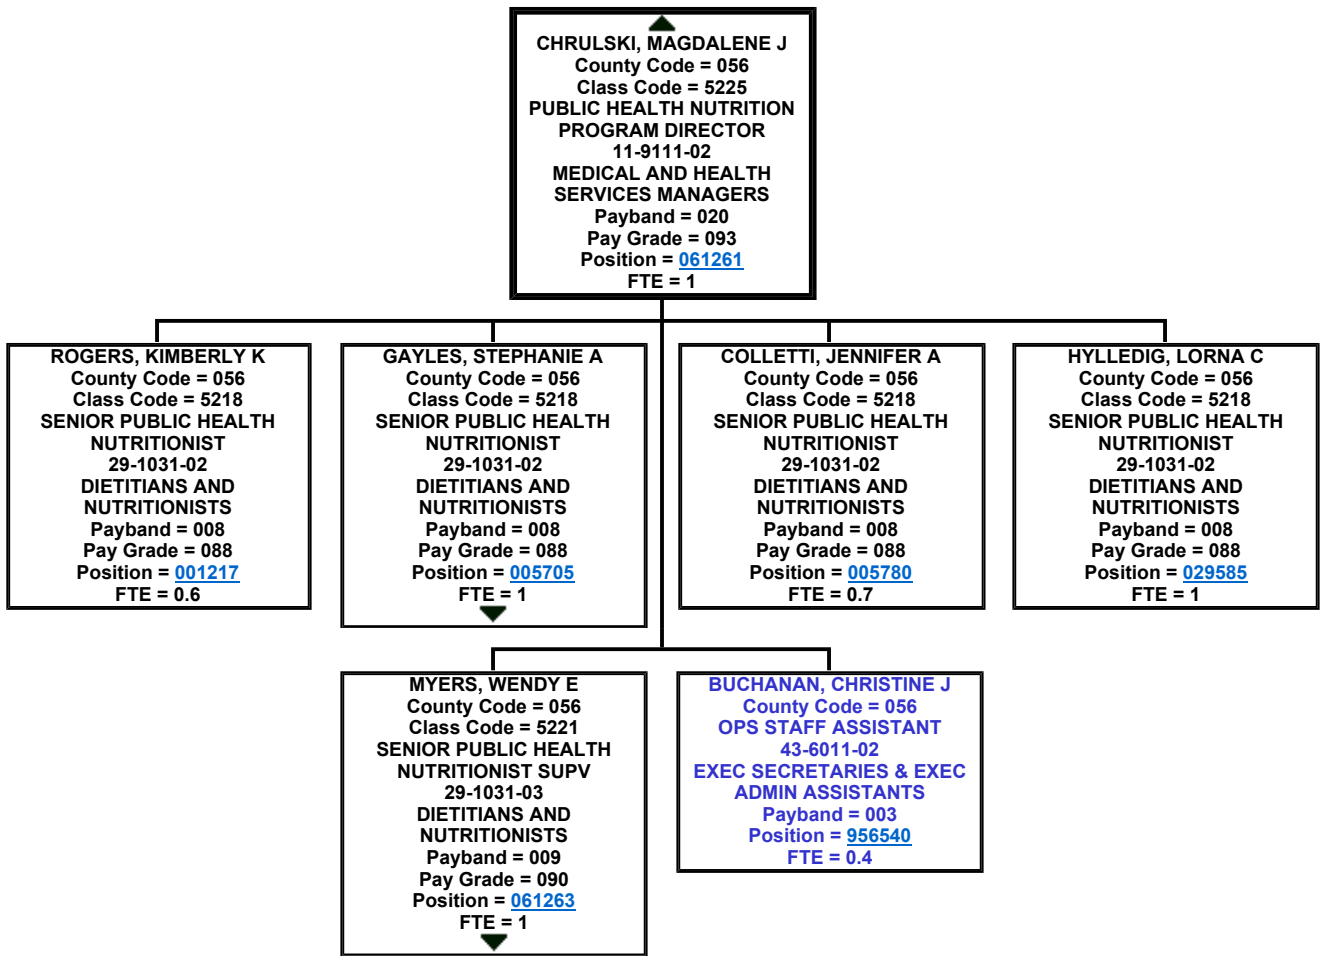 CHRULSKI, MAGDALENE J
County Code = 056
Class Code = 5225
PUBLIC HEALTH NUTRITION
PROGRAM DIRECTOR
11-9111-02
MEDICAL AND HEALTH
SERVICES MANAGERS
Payband = 020
Pay Grade = 093
Position = 061261
FTE = 1
ROGERS, KIMBERLY K
County Code = 056
Class Code = 5218
SENIOR PUBLIC HEALTH
NUTRITIONIST
29-1031-02
DIETITIANS AND
NUTRITIONISTS
Payband = 008
Pay Grade = 088
Position = 001217
FTE = 0.6
GAYLES, STEPHANIE A
County Code = 056
Class Code = 5218
SENIOR PUBLIC HEALTH
NUTRITIONIST
29-1031-02
DIETITIANS AND
NUTRITIONISTS
Payband = 008
Pay Grade = 088
Position = 005705
FTE = 1
COLLETTI, JENNIFER A
County Code = 056
Class Code = 5218
SENIOR PUBLIC HEALTH
NUTRITIONIST
29-1031-02
DIETITIANS AND
NUTRITIONISTS
Payband = 008
Pay Grade = 088
Position = 005780
FTE = 0.7
HYLLEDIG, LORNA C
County Code = 056
Class Code = 5218
SENIOR PUBLIC HEALTH
NUTRITIONIST
29-1031-02
DIETITIANS AND
NUTRITIONISTS
Payband = 008
Pay Grade = 088
Position = 029585
FTE = 1
MYERS, WENDY E
County Code = 056
Class Code = 5221
SENIOR PUBLIC HEALTH
NUTRITIONIST SUPV
29-1031-03
DIETITIANS AND
NUTRITIONISTS
Payband = 009
Pay Grade = 090
Position = 061263
FTE = 1
BUCHANAN, CHRISTINE J
County Code = 056
OPS STAFF ASSISTANT
43-6011-02
EXEC SECRETARIES & EXEC
ADMIN ASSISTANTS
Payband = 003
Position = 956540
FTE = 0.4